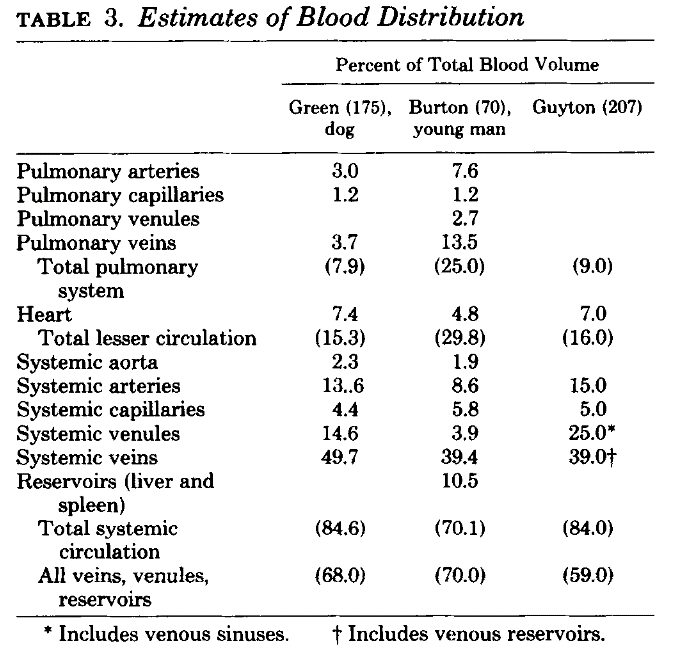 TABLE 3. Estimates of Blood Distribution
Percent of Total Blood Volume
Green (175), Burton (70), Guyton (207)
dog young man
Pulmonary arteries 3.0 7.6
Pulmonary capillaries 1.2 1.2
Pulmonary venules 2.7
Pulmonary veins 3.7 13.5
Total pulmonary (7.9) (25.0) (9.0)
system
Heart 7.4 4.8 7.0
Total lesser circulation (15.3) (29.8) (16.0)
Systemic aorta 2.3 1.9
Systemic arteries 13..6 8.6 15.0
Systemic capillaries 4.4 5.8 5.0
Systemic venules 14.6 3.9 25.0*
Systemic veins 49.7 39.4 39.0†
Reservoirs (liver and 10.5
spleen)
Total systemic (84.6) (70.1) (84.0)
circulation
All veins, venules, (68.0) (70.0) (59.0)
reservoirs
* Includes venous sinuses. † Includes venous reservoirs.